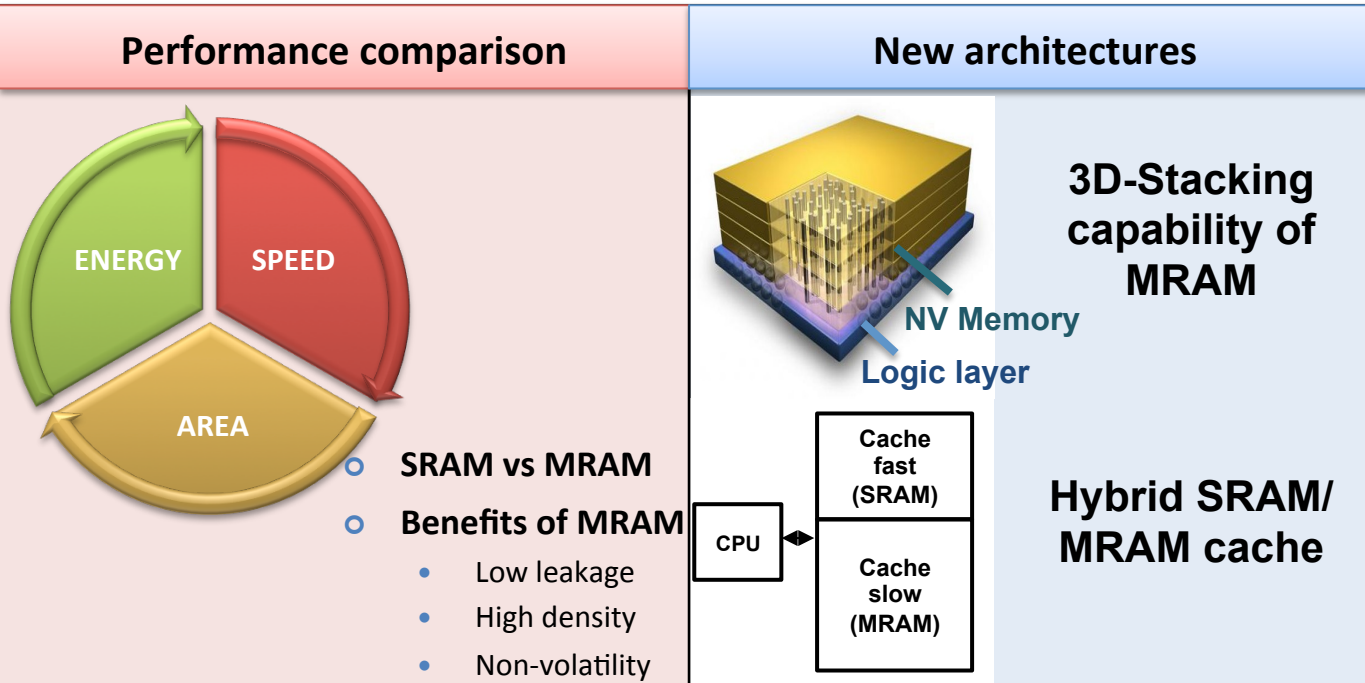 Performance comparison
ENERGY
SPEED
AREA
SRAM vs MRAM
Benefits of MRAM
Low leakage
High density
Non-volatility
New architectures
NV Memory
Logic layer
3D-Stacking
capability of
MRAM
CPU
Cache
fast
(SRAM)
Cache
slow
(MRAM)
Hybrid SRAM/
MRAM cache